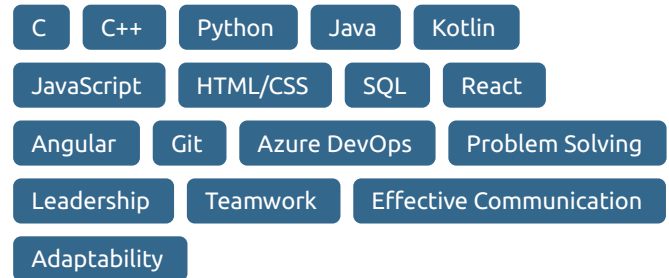 C C++ Python Java Kotlin
JavaScript HTML/CSS SQL React
Angular Git Azure DevOps Problem Solving
Leadership Teamwork Effective Communication
Adaptability